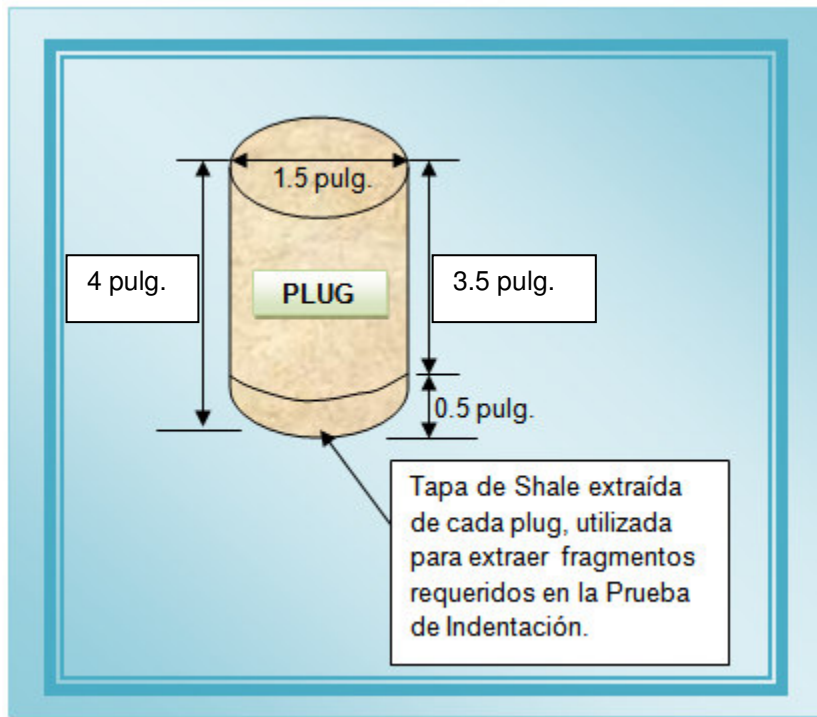 1.5 pulg.
4 pulg.
PLUG
3.5 pulg.
0.5 pulg.
Tapa de Shale extraída
de cada plug, utilizada
para extraer fragmentos
requeridos en la Prueba
de Indentación.